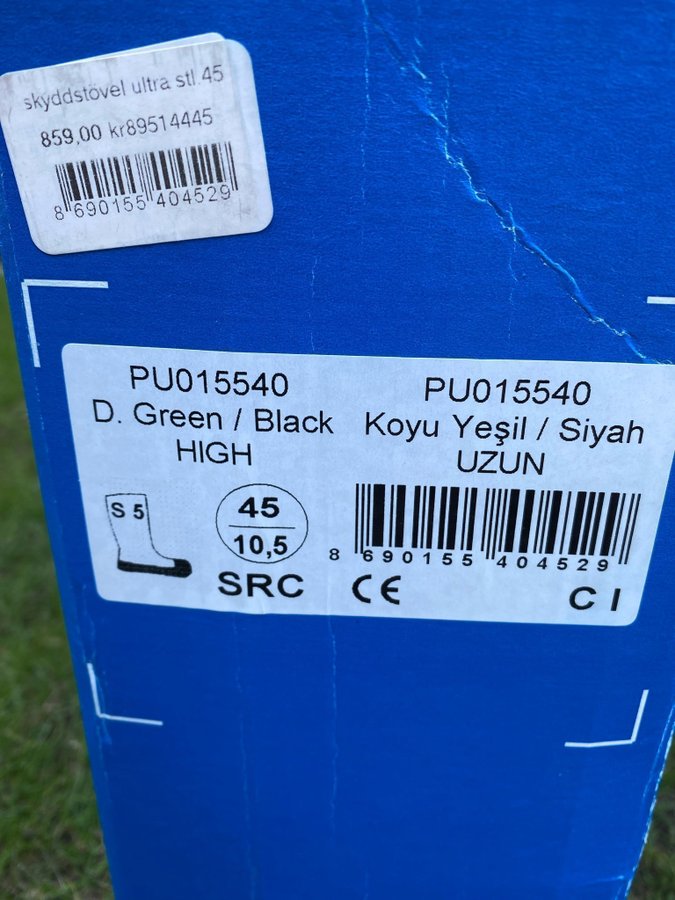 skyddstövel ultra stl.45
859,00 kr89514445
8 690155 404529
PU015540
D. Green / Black
HIGH
S 5
45
10,5
SRC
PU015540
Koyu Yeşil / Siyah
UZUN
8 690155 404529
CE
C I